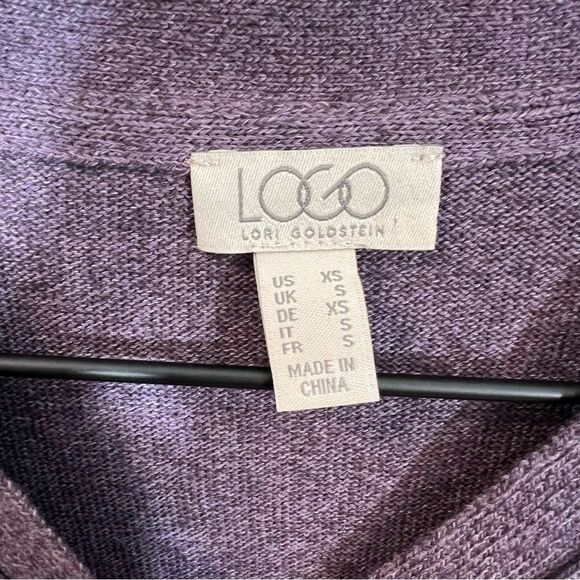 LOGO
LORI GOLDSTEIN
US XS
UK S
DE XS
IT S
FR S
MADE IN
CHINA